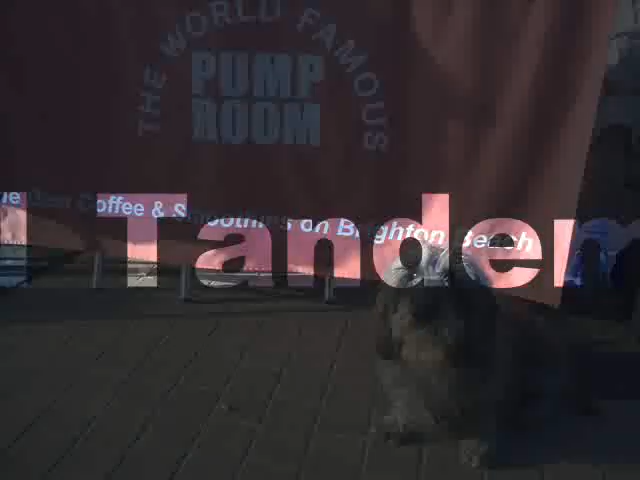 THE WORLD FAMOUS
PUMP
ROOM
Coffee & Smoothies on Brighton Beach
Tandem